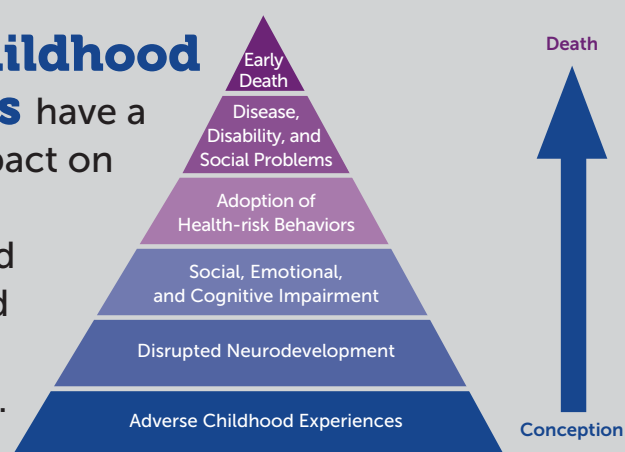 ildhood
s have a
pact on
d
d
.
Early
Death
Disease,
Disability, and
Social Problems
Adoption of
Health-risk Behaviors
Social, Emotional,
and Cognitive Impairment
Disrupted Neurodevelopment
Adverse Childhood Experiences
Death
Conception